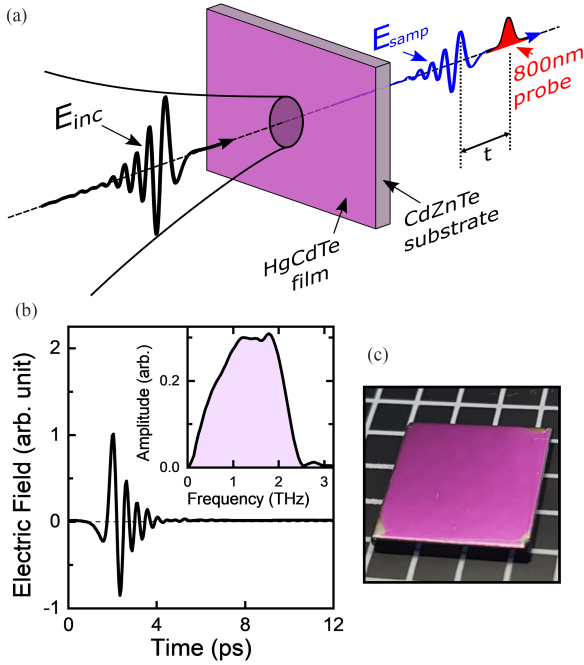 (a)
E_samp
800nm
probe
E_inc
t
HgCdTe
film
CdZnTe
substrate
(b)
2
1
0
-1
0 4 8 12
Electric Field (arb. unit)
Time (ps)
0.2
0.0
0 1 2 3
Amplitude (arb.)
Frequency (THz)
(c)